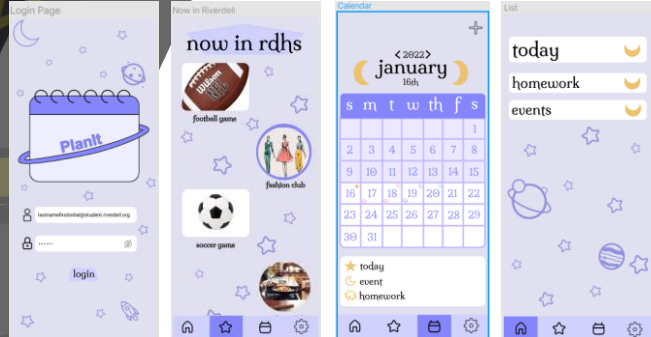 Login Page
PlanIt
lastnamefirstinitial@student.riverdell.org
login
Now in Riverdell
now in rdhs
Wilson
NFL
football game
fashion club
soccer game
Calendar
< 2022 >
january
16th
s m t w th f s
1
2 3 4 5 6 7 8
9 10 11 12 13 14 15
16 17 18 19 20 21 22
23 24 25 26 27 28 29
30 31
today
event
homework
List
today
homework
events